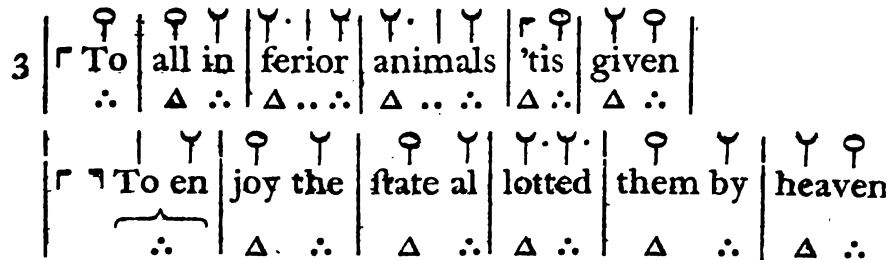 3 | To | all in | ferior | animals | 'tis | given |
| To en | joy the | ſtate al | lotted | them by | heaven